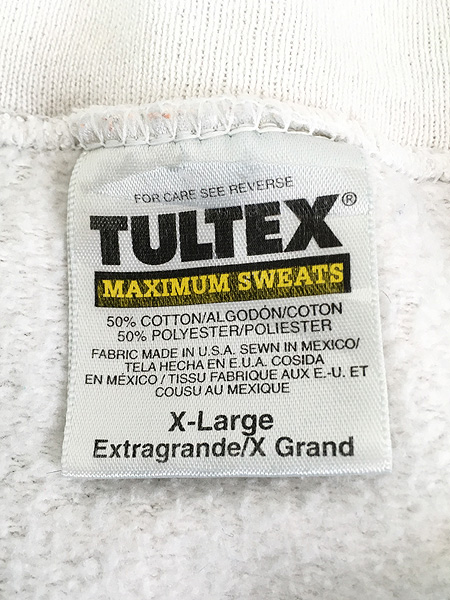 FOR CARE SEE REVERSE
TULTEX®
MAXIMUM SWEATS
50% COTTON/ALGODÓN/COTON
50% POLYESTER/POLIESTER
FABRIC MADE IN U.S.A. SEWN IN MEXICO/
TELA HECHA EN E.U.A. COSIDA
EN MÉXICO / TISSU FABRIQUE AUX E.-U. ET
COUSU AU MEXIQUE
X-Large
Extragrande/X Grand